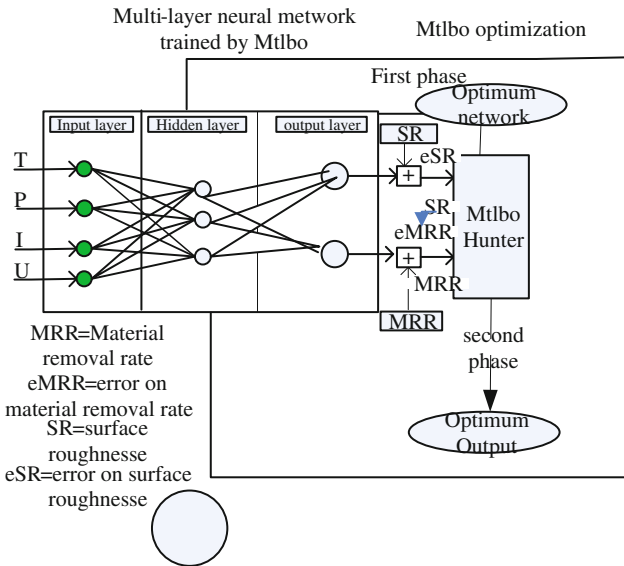 Multi-layer neural metwork
trained by Mtlbo
Mtlbo optimization
First phase
Optimum
network
Input layer
Hidden layer
output layer
SR
T
P
I
U
eSR
SR
eMRR
MRR
MRR
Mtlbo
Hunter
second
phase
Optimum
Output
MRR=Material
removal rate
eMRR=error on
material removal rate
SR=surface
roughnesse
eSR=error on surface
roughnesse